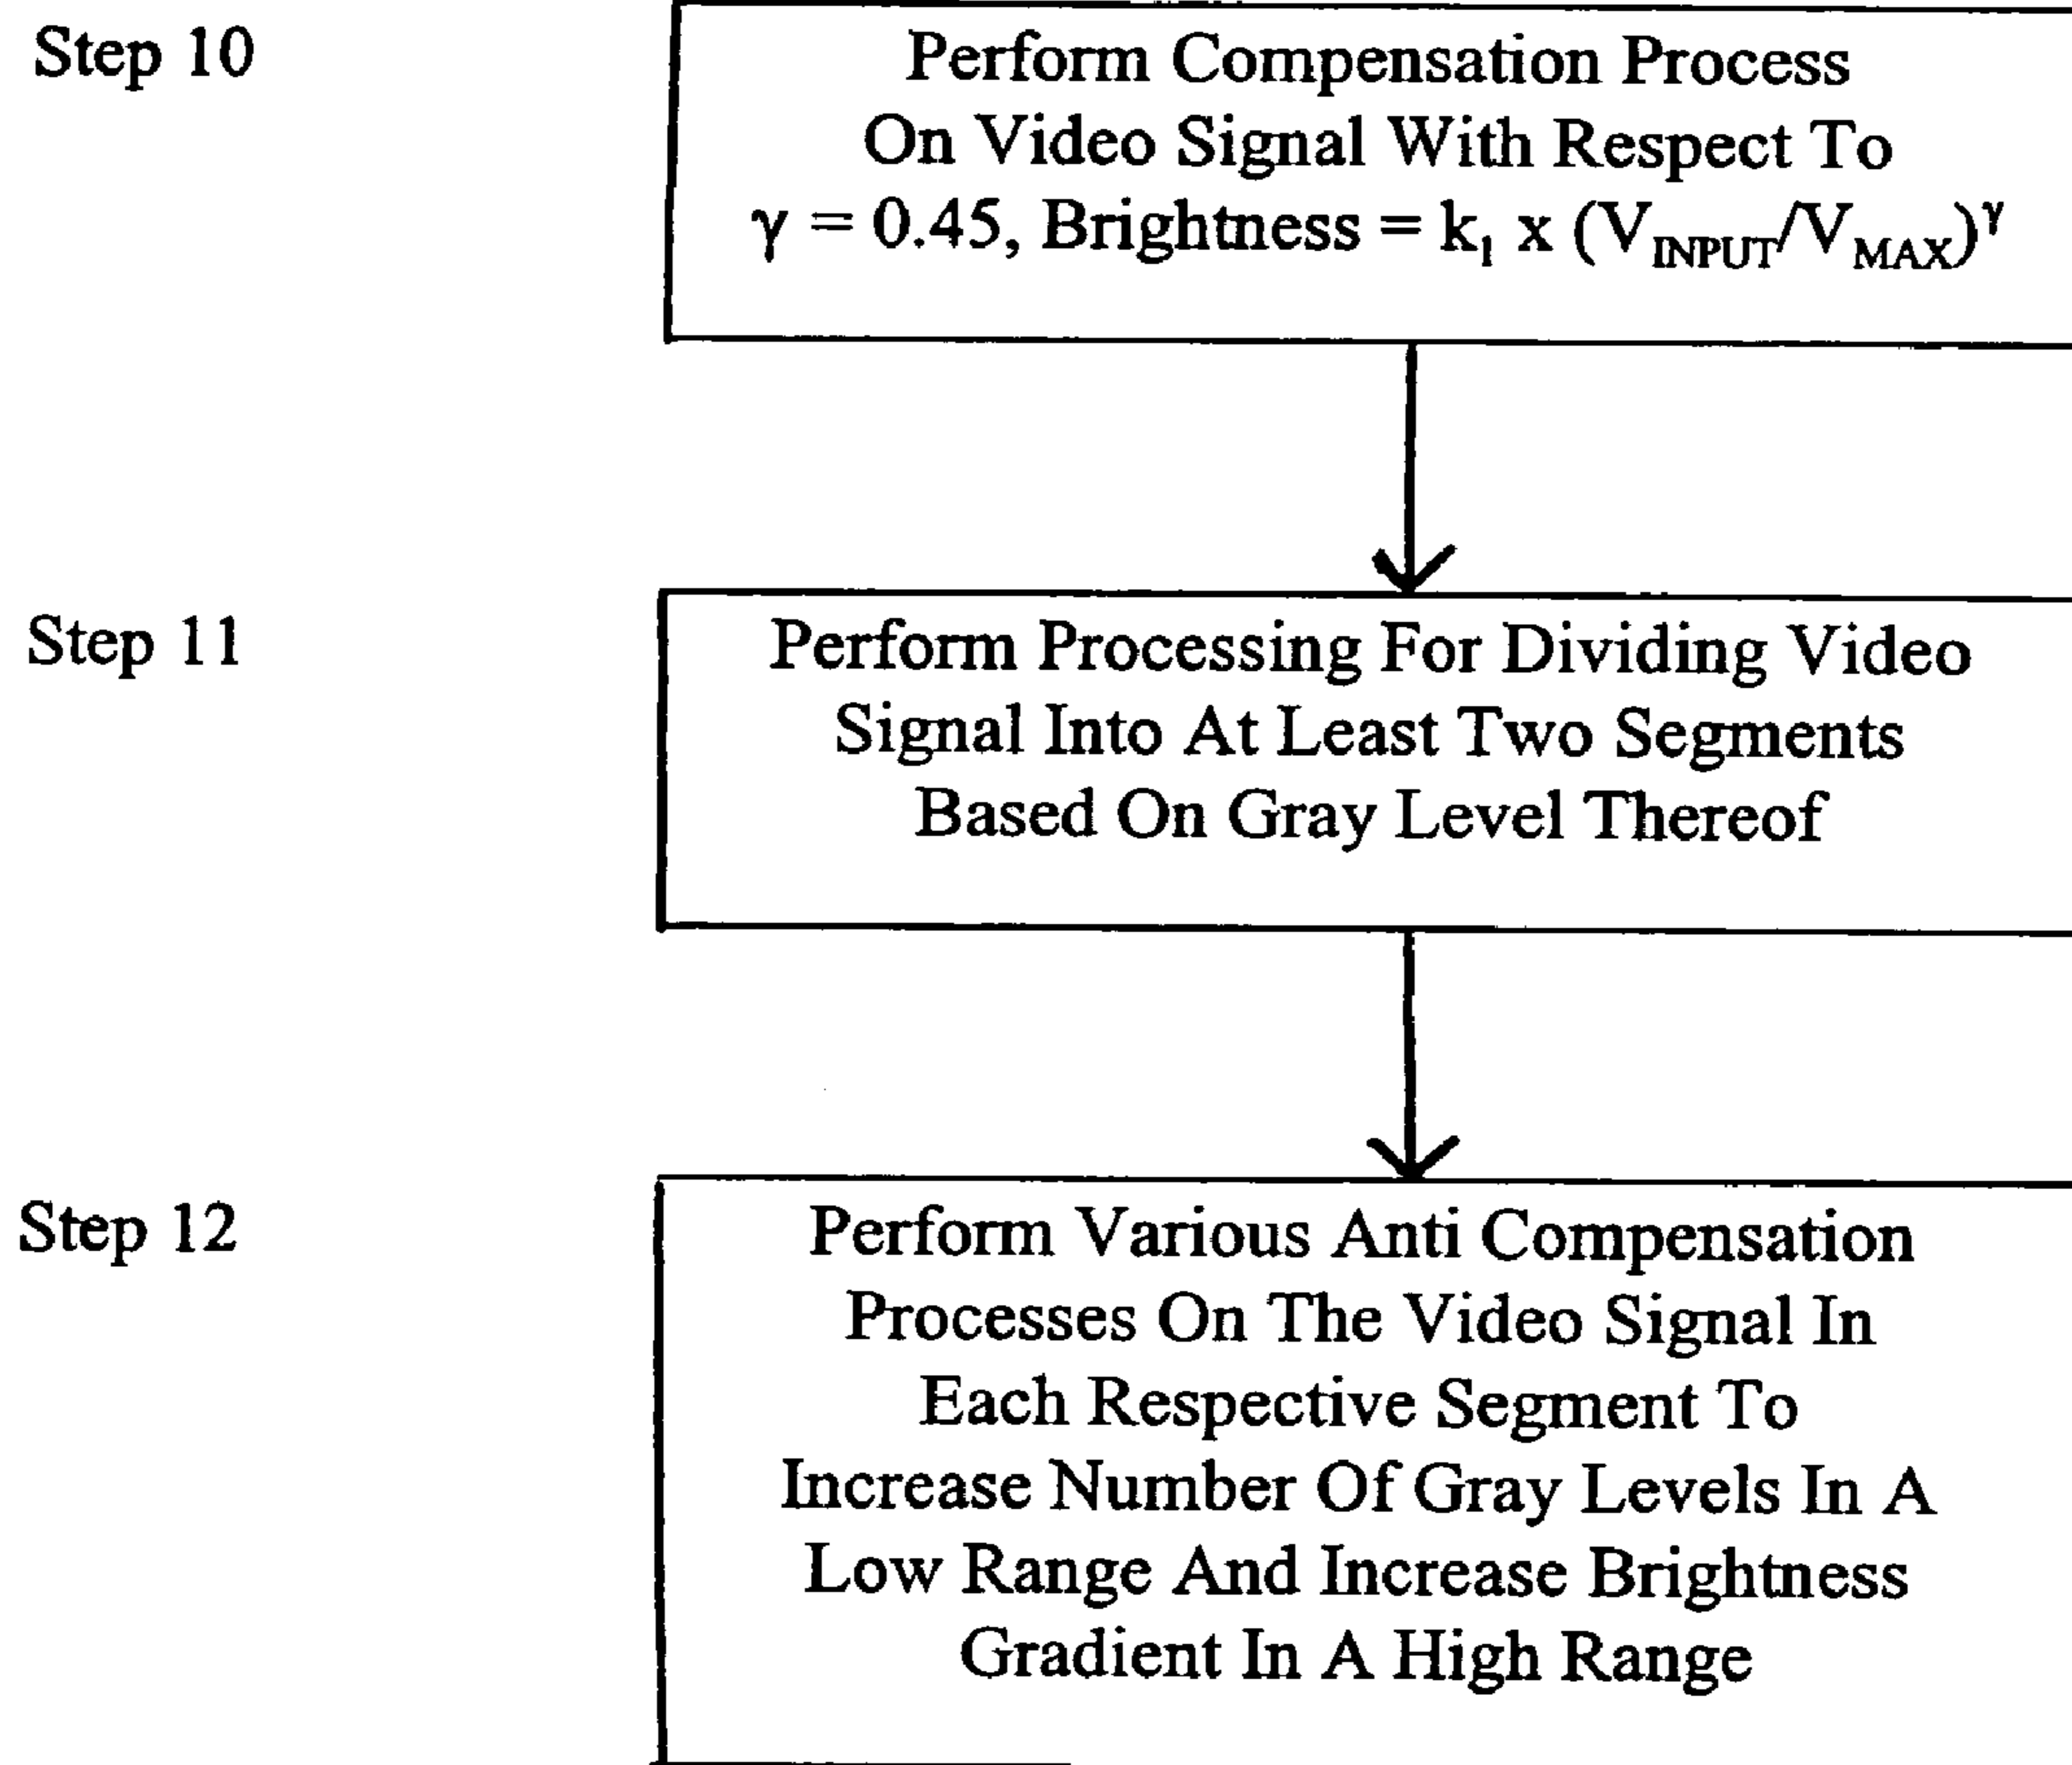 Step 10
Perform Compensation Process
On Video Signal With Respect To
γ = 0.45, Brightness = k₁ x (V_INPUT/V_MAX)^γ
Step 11
Perform Processing For Dividing Video
Signal Into At Least Two Segments
Based On Gray Level Thereof
Step 12
Perform Various Anti Compensation
Processes On The Video Signal In
Each Respective Segment To
Increase Number Of Gray Levels In A
Low Range And Increase Brightness
Gradient In A High Range